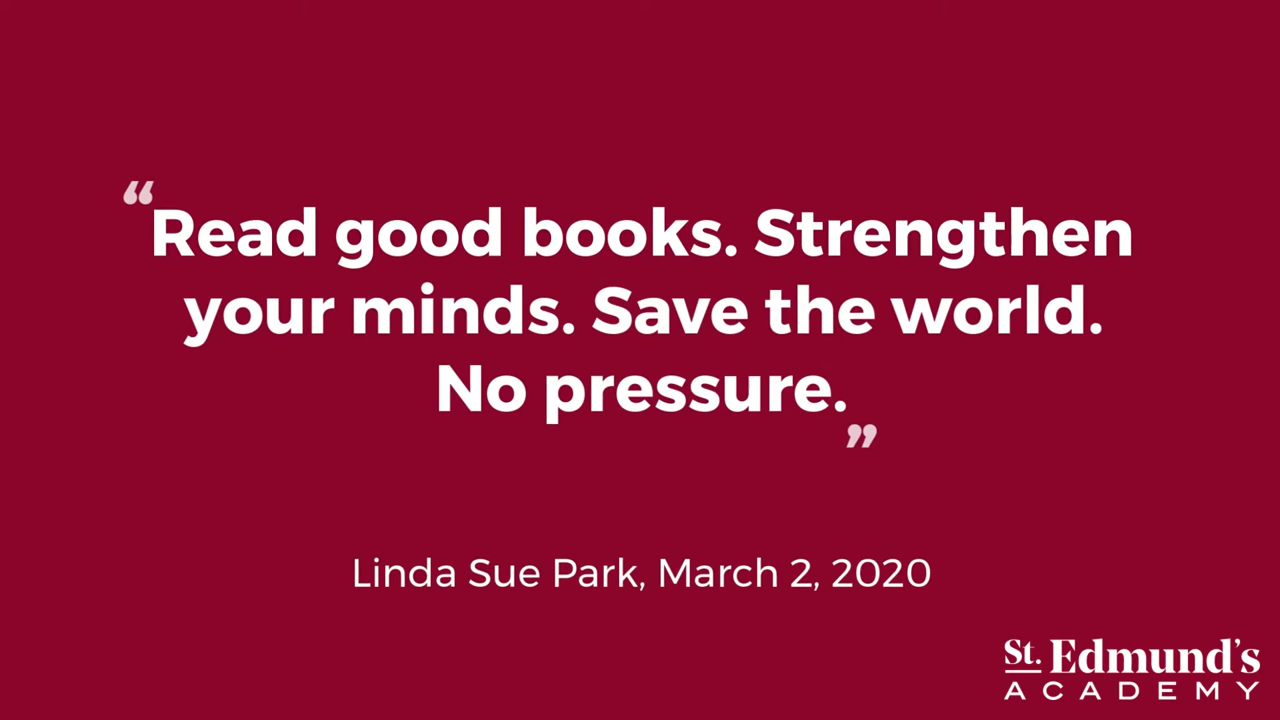 “Read good books. Strengthen
your minds. Save the world.
No pressure.”
Linda Sue Park, March 2, 2020
St. Edmund's
ACADEMY